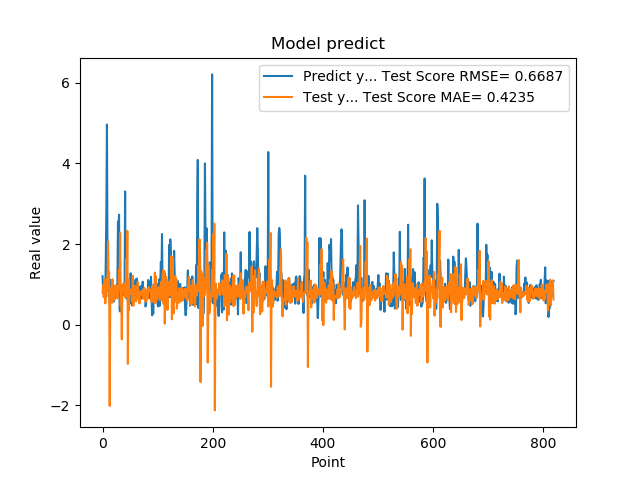 Model predict
Predict y... Test Score RMSE= 0.6687
Test y... Test Score MAE= 0.4235
Real value
6
4
2
0
−2
0 200 400 600 800
Point